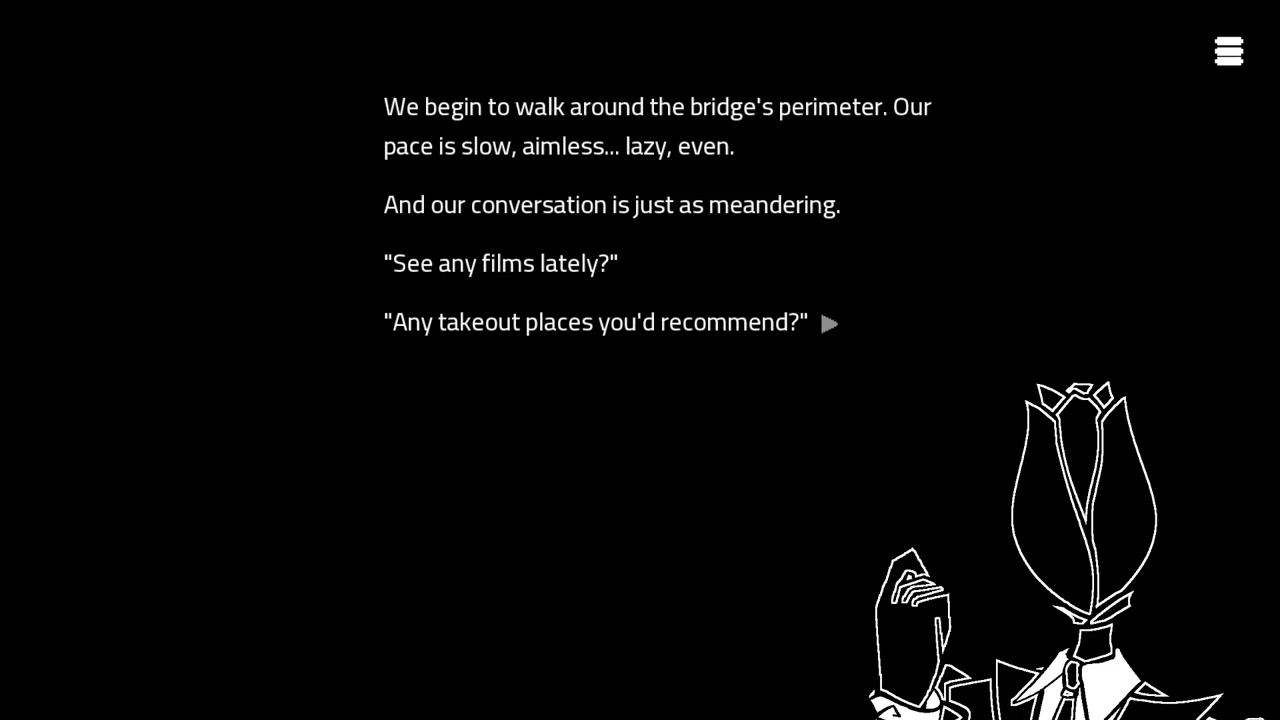 We begin to walk around the bridge's perimeter. Our
pace is slow, aimless... lazy, even.
And our conversation is just as meandering.
"See any films lately?"
"Any takeout places you'd recommend?"